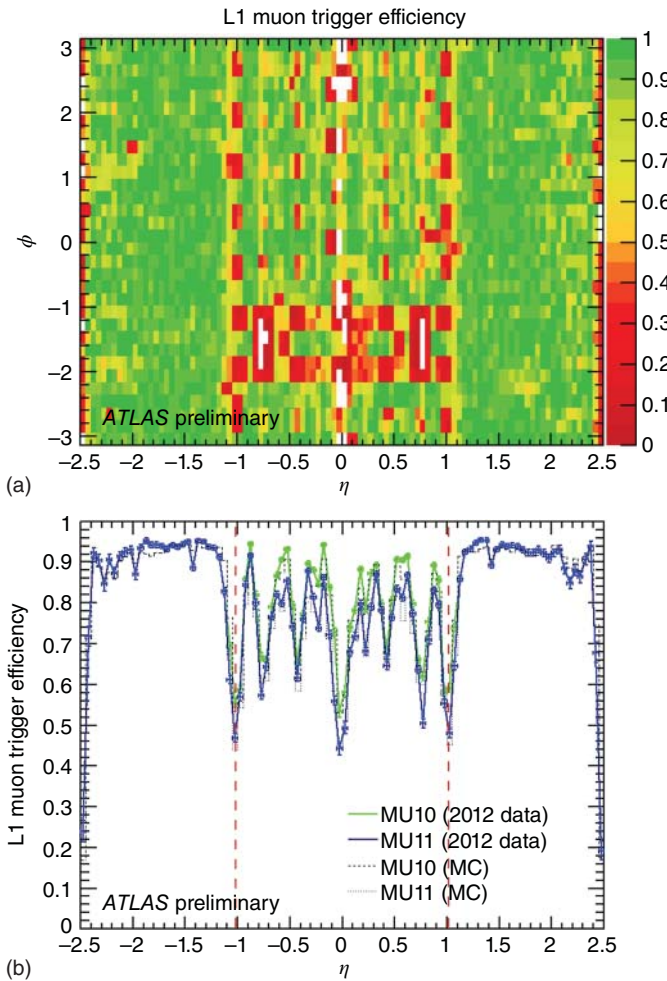 L1 muon trigger efficiency
3
2
1
0
−1
−2
−3
ϕ
ATLAS preliminary
−2.5 −2 −1.5 −1 −0.5 0 0.5 1 1.5 2 2.5
η
1
0.9
0.8
0.7
0.6
0.5
0.4
0.3
0.2
0.1
0
(a)
1
0.9
0.8
0.7
0.6
0.5
0.4
0.3
0.2
0.1
0
L1 muon trigger efficiency
MU10 (2012 data)
MU11 (2012 data)
MU10 (MC)
MU11 (MC)
ATLAS preliminary
−2.5 −2 −1.5 −1 −0.5 0 0.5 1 1.5 2 2.5
η
(b)